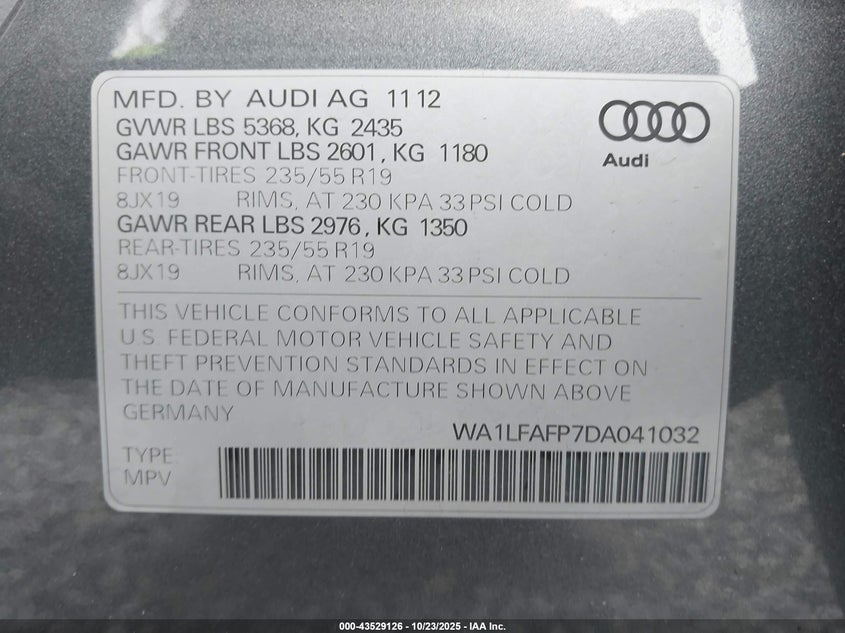 MFD. BY AUDI AG 1112
GVWR LBS 5368, KG 2435
GAWR FRONT LBS 2601, KG 1180
FRONT-TIRES 235/55 R19
8JX19 RIMS, AT 230 KPA 33 PSI COLD
GAWR REAR LBS 2976, KG 1350
REAR-TIRES 235/55 R19
8JX19 RIMS, AT 230 KPA 33 PSI COLD
Audi
THIS VEHICLE CONFORMS TO ALL APPLICABLE
U.S. FEDERAL MOTOR VEHICLE SAFETY AND
THEFT PREVENTION STANDARDS IN EFFECT ON
THE DATE OF MANUFACTURE SHOWN ABOVE
GERMANY
WA1LFAFP7DA041032
TYPE
MPV
000-43529126 - 10/23/2025 - IAA Inc.